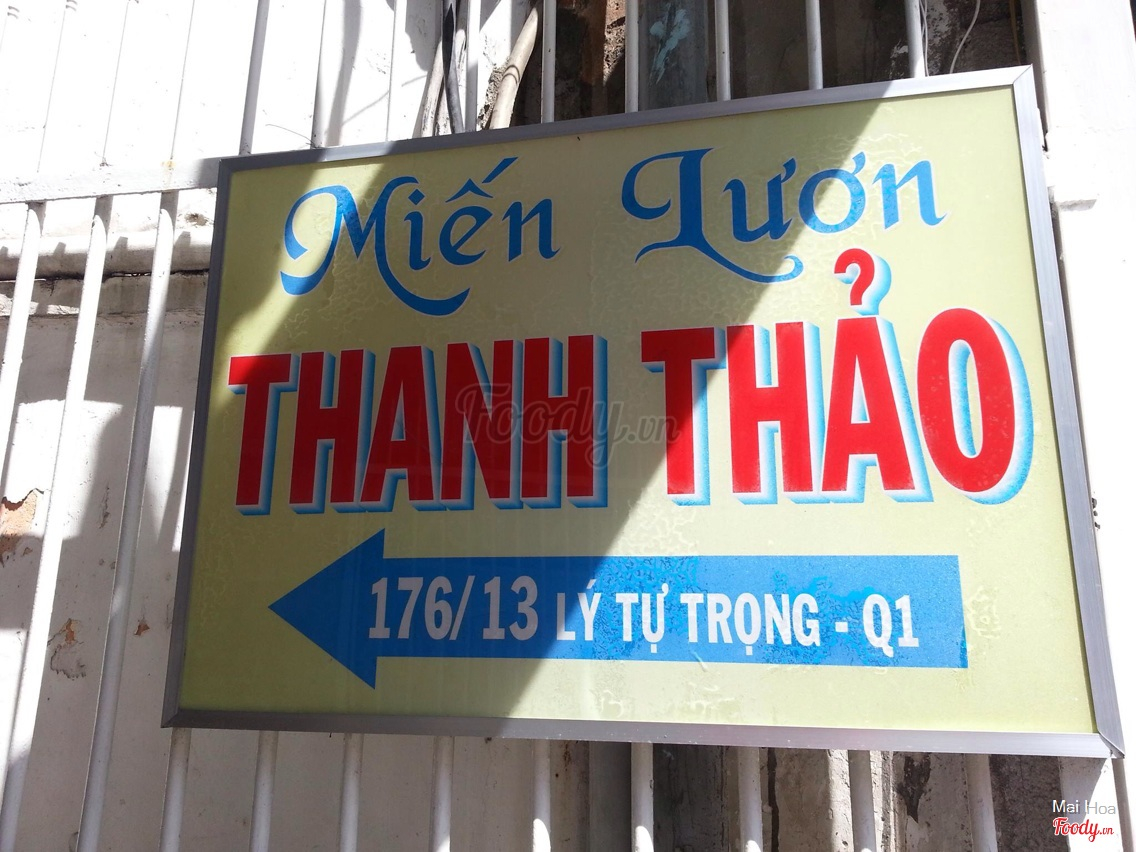 Miến Lươn
THANH THẢO
Foody.vn
176/13 LÝ TỰ TRỌNG - Q1
Mai Hoa
Foody.vn